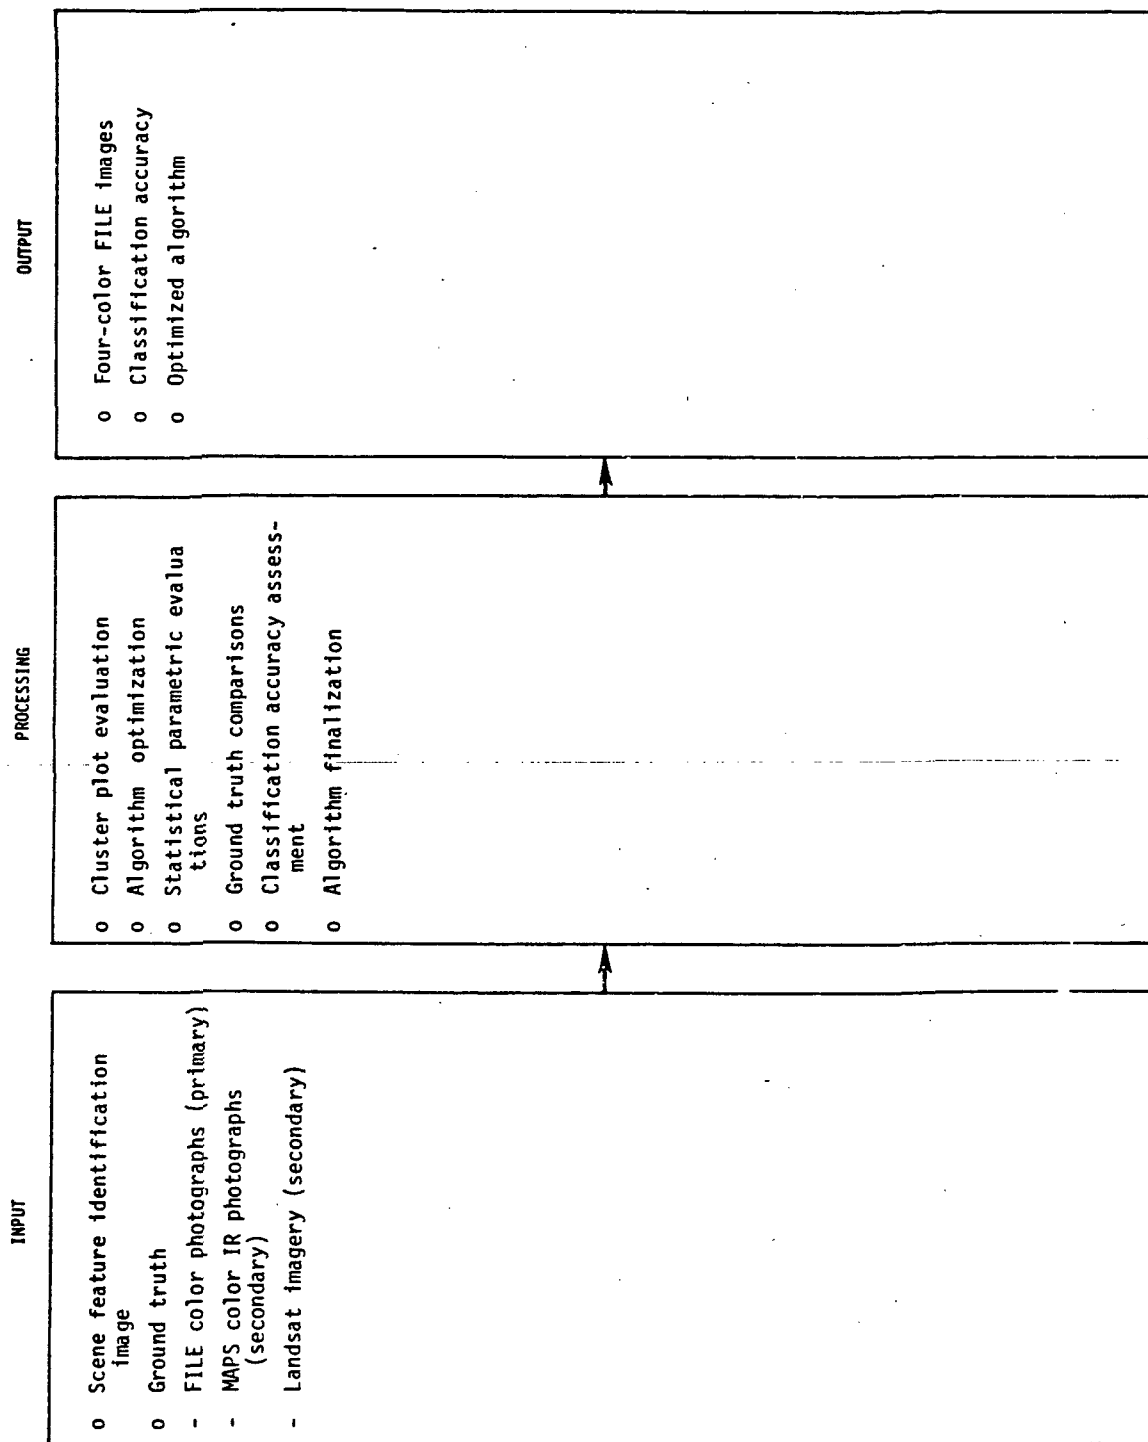 INPUT
o Scene feature identification
image
o Ground truth
- FILE color photographs (primary)
- MAPS color IR photographs
(secondary)
- Landsat imagery (secondary)
PROCESSING
o Cluster plot evaluation
o Algorithm optimization
o Statistical parametric evalua
tions
o Ground truth comparisons
o Classification accuracy assess-
ment
o Algorithm finalization
OUTPUT
o Four-color FILE images
o Classification accuracy
o Optimized algorithm